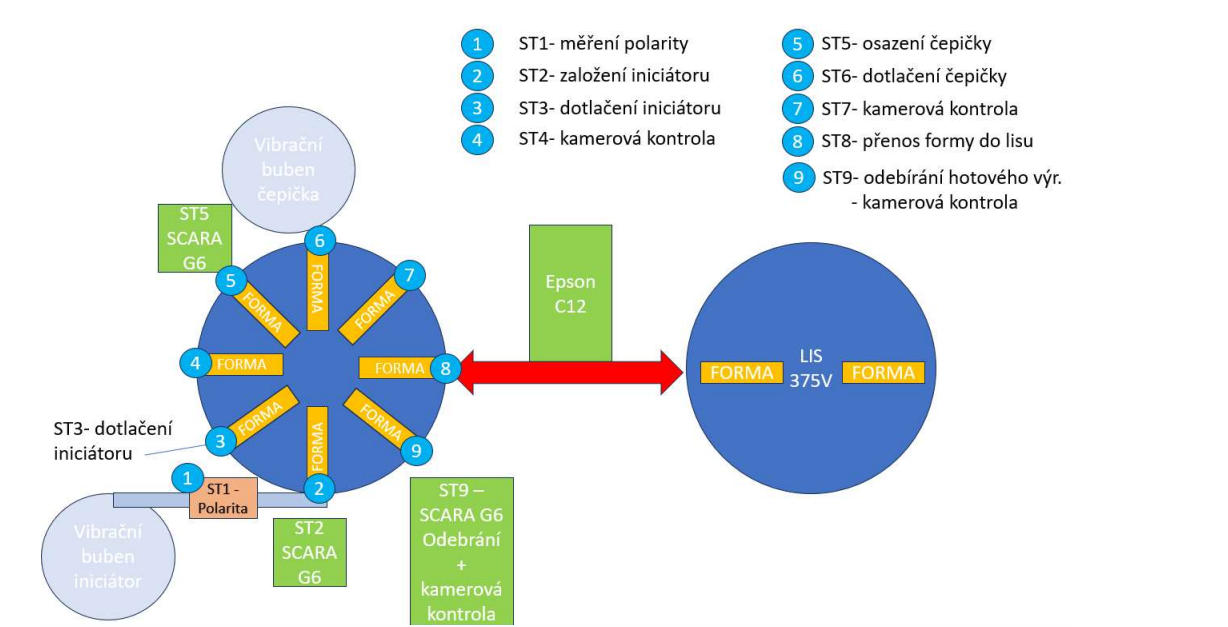 1 ST1- měření polarity
2 ST2- založení iniciátoru
3 ST3- dotlačení iniciátoru
4 ST4- kamerová kontrola
5 ST5- osazení čepičky
6 ST6- dotlačení čepičky
7 ST7- kamerová kontrola
8 ST8- přenos formy do lisu
9 ST9- odebírání hotového výr.
- kamerová kontrola
Vibrační
buben
čepička
ST5
SCARA
G6
6
FORMA
5
FORMA
7
FORMA
4
FORMA
FORMA
8
3
FORMA
FORMA
2
FORMA
9
Epson
C12
FORMA
LIS
375V
FORMA
ST3- dotlačení
iniciátoru
1
ST1 -
Polarita
Vibrační
buben
iniciátor
ST2
SCARA
G6
ST9 –
SCARA G6
Odebrání
+
kamerová
kontrola